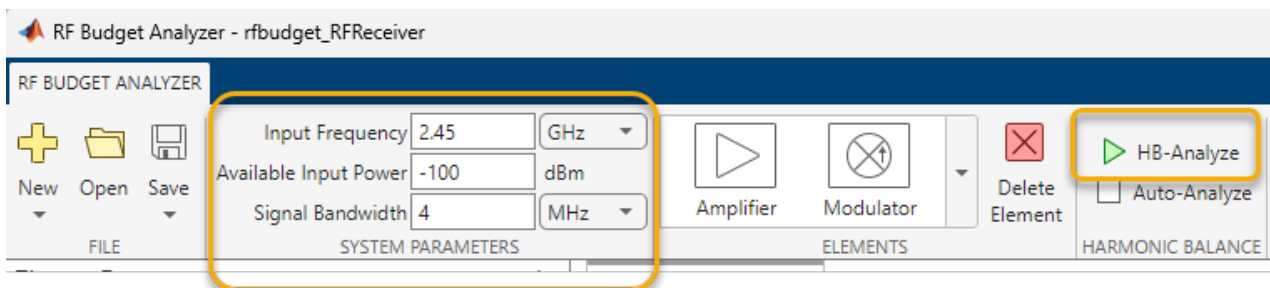 RF Budget Analyzer - rfbudget_RFReceiver
RF BUDGET ANALYZER
New
Open
Save
FILE
Input Frequency 2.45 GHz
Available Input Power -100 dBm
Signal Bandwidth 4 MHz
SYSTEM PARAMETERS
Amplifier
Modulator
ELEMENTS
Delete
Element
HB-Analyze
Auto-Analyze
HARMONIC BALANCE